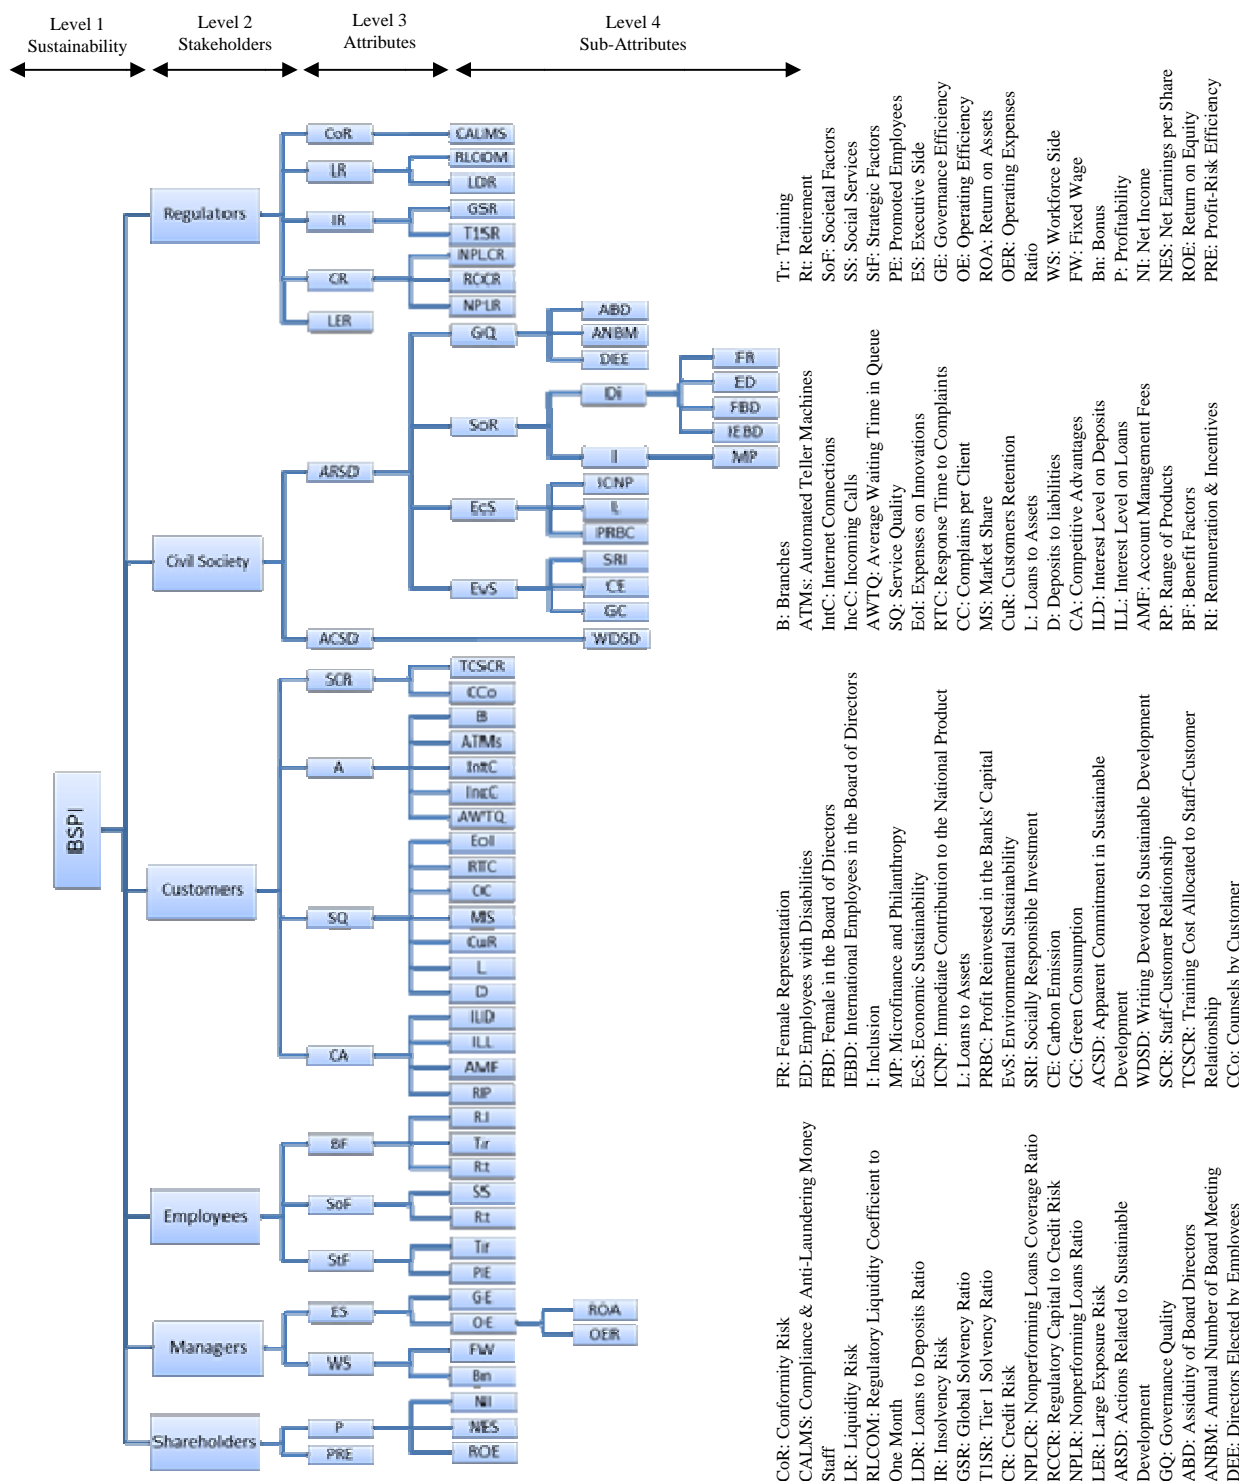 Level 1
Sustainability
Level 2
Stakeholders
Level 3
Attributes
Level 4
Sub-Attributes
BSPI
Regulators
CoR
CALMS
LR
RLCOM
LDR
IR
GSR
T1SR
CR
NPLCR
RCCR
NPLR
LER
Civil Society
ARSD
GQ
ABD
ANBM
DEE
SoR
Di
FR
ED
FBD
IEBD
I
MP
EcS
ICNP
L
PRBC
EvS
SRI
CE
GC
ACSD
WDSD
Customers
SCR
TCSCR
CCo
A
B
ATMs
IntC
IncC
AWTQ
SQ
EoI
RTC
CC
MS
CuR
L
D
CA
ILD
ILL
AMF
RP
Employees
BF
RI
Tr
Rt
SoF
SS
Rt
StF
Tr
PE
Managers
ES
GE
OE
ROA
OER
WS
FW
Bn
Shareholders
P
NI
NES
ROE
PRE
CoR: Conformity Risk
CALMS: Compliance & Anti-Laundering Money
Staff
LR: Liquidity Risk
RLCOM: Regulatory Liquidity Coefficient to
One Month
LDR: Loans to Deposits Ratio
IR: Insolvency Risk
GSR: Global Solvency Ratio
T1SR: Tier 1 Solvency Ratio
CR: Credit Risk
NPLCR: Nonperforming Loans Coverage Ratio
RCCR: Regulatory Capital to Credit Risk
NPLR: Nonperforming Loans Ratio
LER: Large Exposure Risk
ARSD: Actions Related to Sustainable
Development
GQ: Governance Quality
ABD: Assiduity of Board Directors
ANBM: Annual Number of Board Meeting
DEE: Directors Elected by Employees
FR: Female Representation
ED: Employees with Disabilities
FBD: Female in the Board of Directors
IEBD: International Employees in the Board of Directors
I: Inclusion
MP: Microfinance and Philanthropy
EcS: Economic Sustainability
ICNP: Immediate Contribution to the National Product
L: Loans to Assets
PRBC: Profit Reinvested in the Banks' Capital
EvS: Environmental Sustainability
SRI: Socially Responsible Investment
CE: Carbon Emission
GC: Green Consumption
ACSD: Apparent Commitment in Sustainable
Development
WDSD: Writing Devoted to Sustainable Development
SCR: Staff-Customer Relationship
TCSCR: Training Cost Allocated to Staff-Customer
Relationship
CCo: Counsels by Customer
B: Branches
ATMs: Automated Teller Machines
IntC: Internet Connections
IncC: Incoming Calls
AWTQ: Average Waiting Time in Queue
SQ: Service Quality
EoI: Expenses on Innovations
RTC: Response Time to Complaints
CC: Complains per Client
MS: Market Share
CuR: Customers Retention
L: Loans to Assets
D: Deposits to liabilities
CA: Competitive Advantages
ILD: Interest Level on Deposits
ILL: Interest Level on Loans
AMF: Account Management Fees
RP: Range of Products
BF: Benefit Factors
RI: Remuneration & Incentives
Tr: Training
Rt: Retirement
SoF: Societal Factors
SS: Social Services
StF: Strategic Factors
PE: Promoted Employees
ES: Executive Side
GE: Governance Efficiency
OE: Operating Efficiency
ROA: Return on Assets
OER: Operating Expenses
Ratio
WS: Workforce Side
FW: Fixed Wage
Bn: Bonus
P: Profitability
NI: Net Income
NES: Net Earnings per Share
ROE: Return on Equity
PRE: Profit-Risk Efficiency